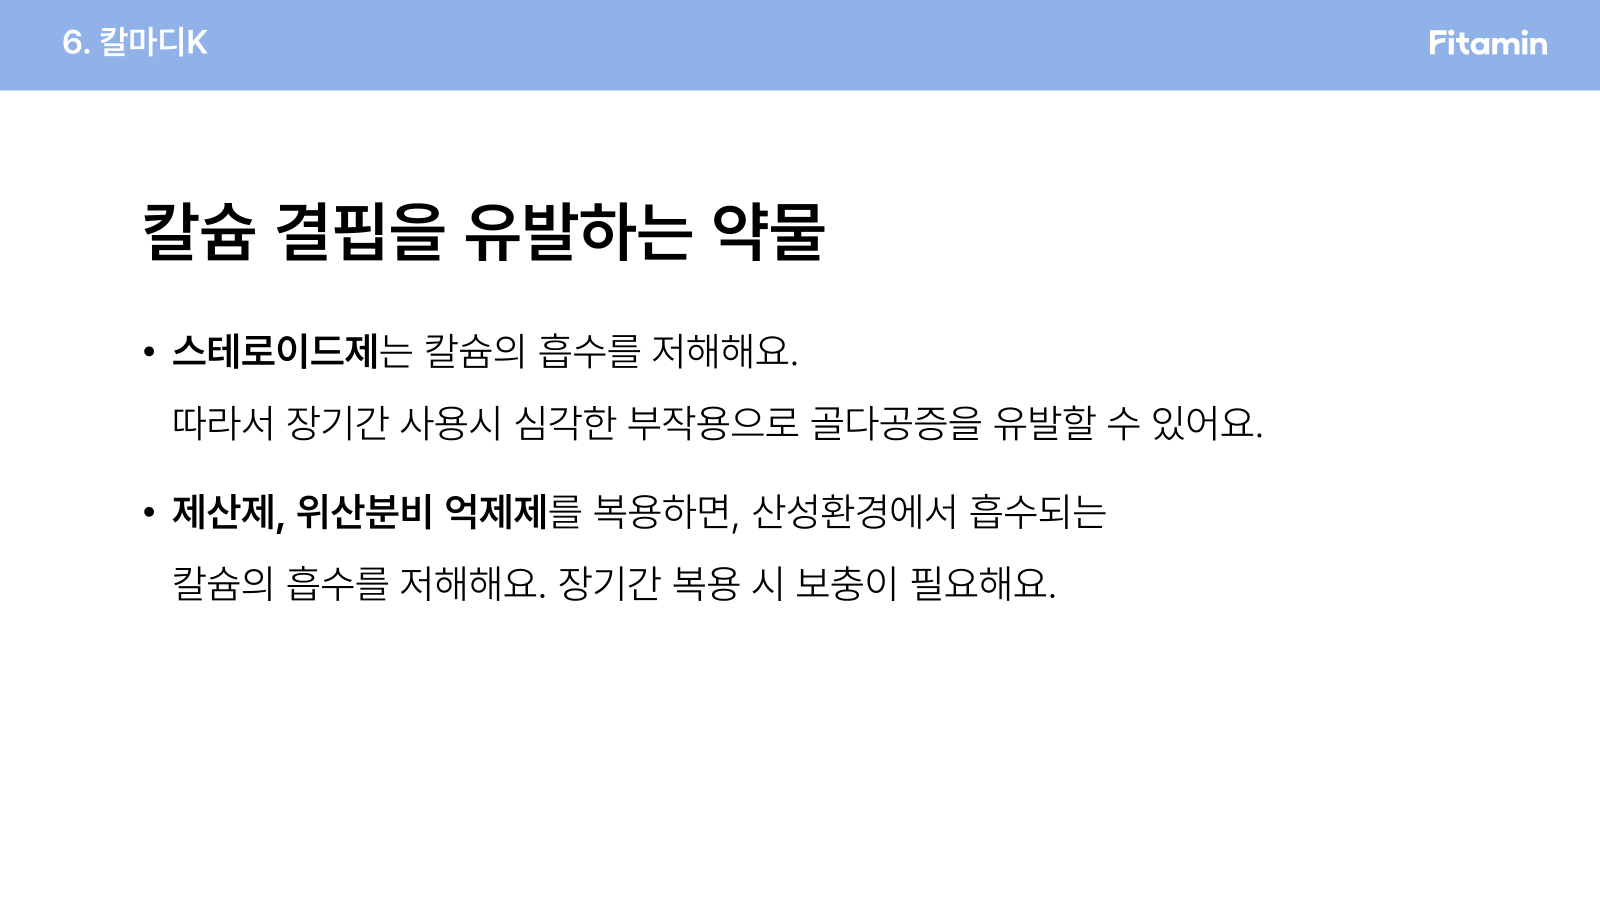 6. 칼마디K
Fitamin
칼슘 결핍을 유발하는 약물
• 스테로이드제는 칼슘의 흡수를 저해해요.
따라서 장기간 사용시 심각한 부작용으로 골다공증을 유발할 수 있어요.
• 제산제, 위산분비 억제제를 복용하면, 산성환경에서 흡수되는
칼슘의 흡수를 저해해요. 장기간 복용 시 보충이 필요해요.